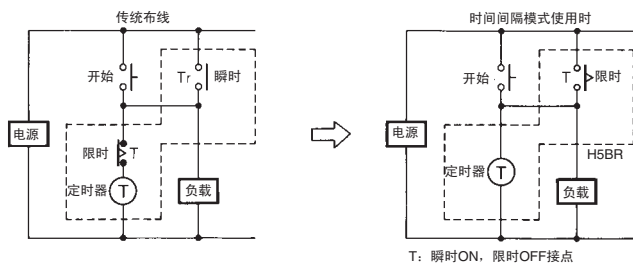 传统布线
开始
Tr
瞬时
电源
限时
T
定时器
T
负载
时间间隔模式使用时
开始
T
限时
电源
H5BR
定时器
T
负载
T：瞬时ON，限时OFF接点